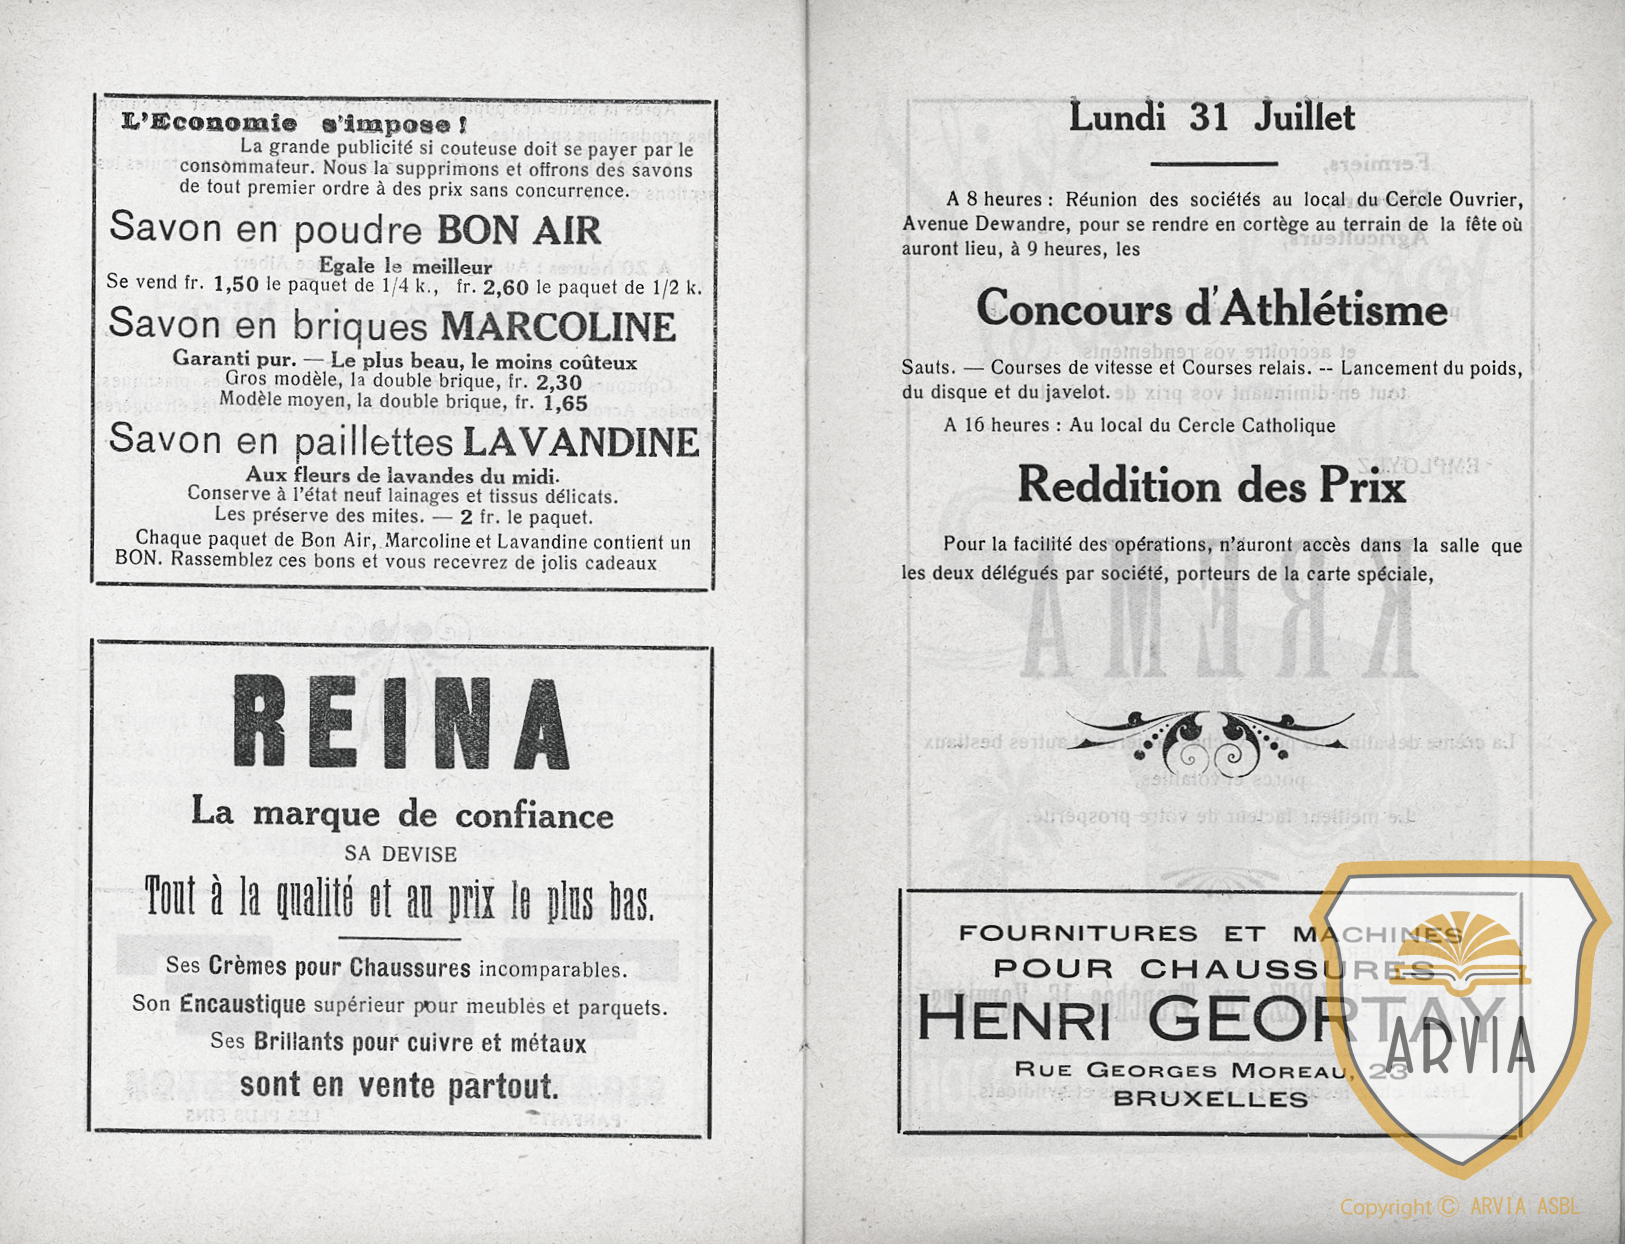 L'Economie s'impose !
La grande publicité si couteuse doit se payer par le
consommateur. Nous la supprimons et offrons des savons
de tout premier ordre à des prix sans concurrence.
Savon en poudre BON AIR
Egale le meilleur
Se vend fr. 1,50 le paquet de 1/4 k., fr. 2,60 le paquet de 1/2 k.
Savon en briques MARCOLINE
Garanti pur. — Le plus beau, le moins coûteux
Gros modèle, la double brique, fr. 2,30
Modèle moyen, la double brique, fr. 1,65
Savon en paillettes LAVANDINE
Aux fleurs de lavandes du midi.
Conserve à l'état neuf lainages et tissus délicats.
Les préserve des mites. — 2 fr. le paquet.
Chaque paquet de Bon Air, Marcoline et Lavandine contient un
BON. Rassemblez ces bons et vous recevrez de jolis cadeaux
REINA
La marque de confiance
SA DEVISE
Tout à la qualité et au prix le plus bas.
Ses Crèmes pour Chaussures incomparables.
Son Encaustique supérieur pour meubles et parquets.
Ses Brillants pour cuivre et métaux
sont en vente partout.
Lundi 31 Juillet
A 8 heures : Réunion des sociétés au local du Cercle Ouvrier,
Avenue Dewandre, pour se rendre en cortège au terrain de la fête où
auront lieu, à 9 heures, les
Concours d'Athlétisme
Sauts. — Courses de vitesse et Courses relais. -- Lancement du poids,
du disque et du javelot.
A 16 heures : Au local du Cercle Catholique
Reddition des Prix
Pour la facilité des opérations, n'auront accès dans la salle que
les deux délégués par société, porteurs de la carte spéciale,
FOURNITURES ET MACHINES
POUR CHAUSSURES
HENRI GEORTAY
RUE GEORGES MOREAU, 23
BRUXELLES
ARVIA
Copyright © ARVIA ASBL